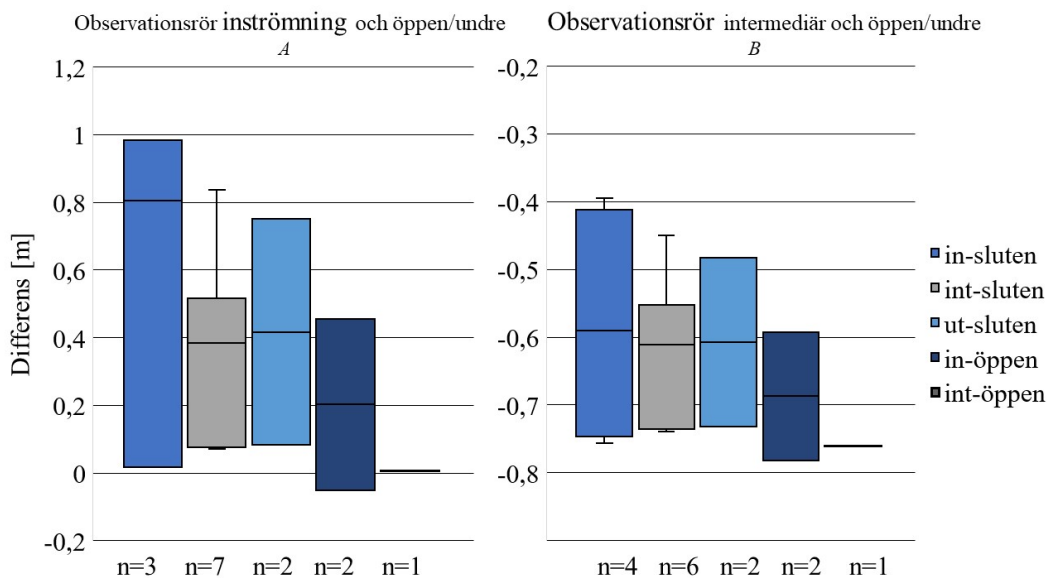 Observationsrör inströmning och öppen/undre
A
1,2
1
0,8
0,6
0,4
0,2
0
-0,2
Differens [m]
n=3 n=7 n=2 n=2 n=1
Observationsrör intermediär och öppen/undre
B
-0,2
-0,3
-0,4
-0,5
-0,6
-0,7
-0,8
n=4 n=6 n=2 n=2 n=1
in-sluten
int-sluten
ut-sluten
in-öppen
int-öppen